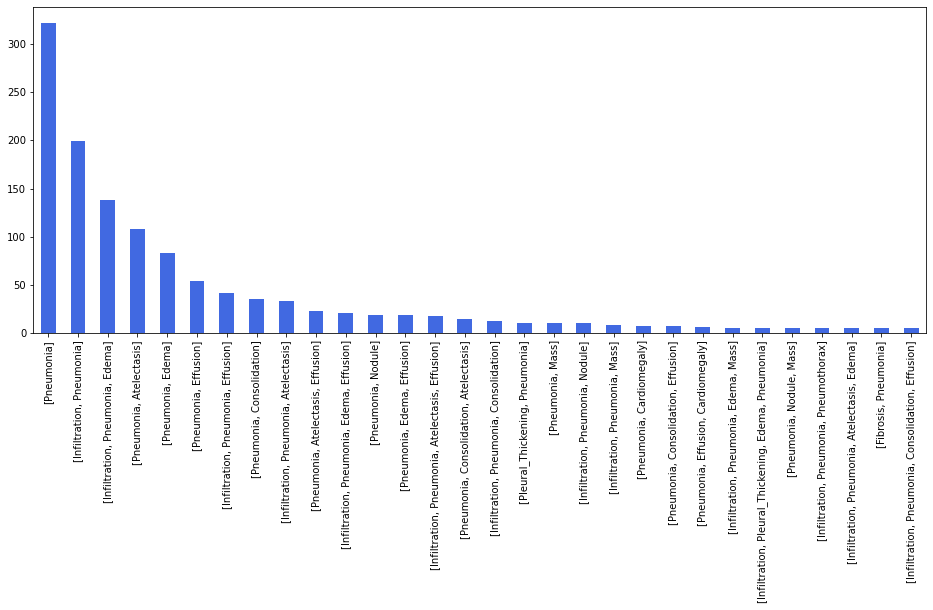 300
250
200
150
100
50
0
[Pneumonia]
[Infiltration, Pneumonia]
[Infiltration, Pneumonia, Edema]
[Pneumonia, Atelectasis]
[Pneumonia, Edema]
[Pneumonia, Effusion]
[Infiltration, Pneumonia, Effusion]
[Pneumonia, Consolidation]
[Infiltration, Pneumonia, Atelectasis]
[Pneumonia, Atelectasis, Effusion]
[Infiltration, Pneumonia, Edema, Effusion]
[Pneumonia, Nodule]
[Pneumonia, Edema, Effusion]
[Infiltration, Pneumonia, Atelectasis, Effusion]
[Pneumonia, Consolidation, Atelectasis]
[Infiltration, Pneumonia, Consolidation]
[Pleural_Thickening, Pneumonia]
[Pneumonia, Mass]
[Infiltration, Pneumonia, Nodule]
[Infiltration, Pneumonia, Mass]
[Pneumonia, Cardiomegaly]
[Pneumonia, Consolidation, Effusion]
[Pneumonia, Effusion, Cardiomegaly]
[Infiltration, Pneumonia, Edema, Mass]
[Infiltration, Pleural_Thickening, Edema, Pneumonia]
[Pneumonia, Nodule, Mass]
[Infiltration, Pneumonia, Pneumothorax]
[Infiltration, Pneumonia, Atelectasis, Edema]
[Fibrosis, Pneumonia]
[Infiltration, Pneumonia, Consolidation, Effusion]